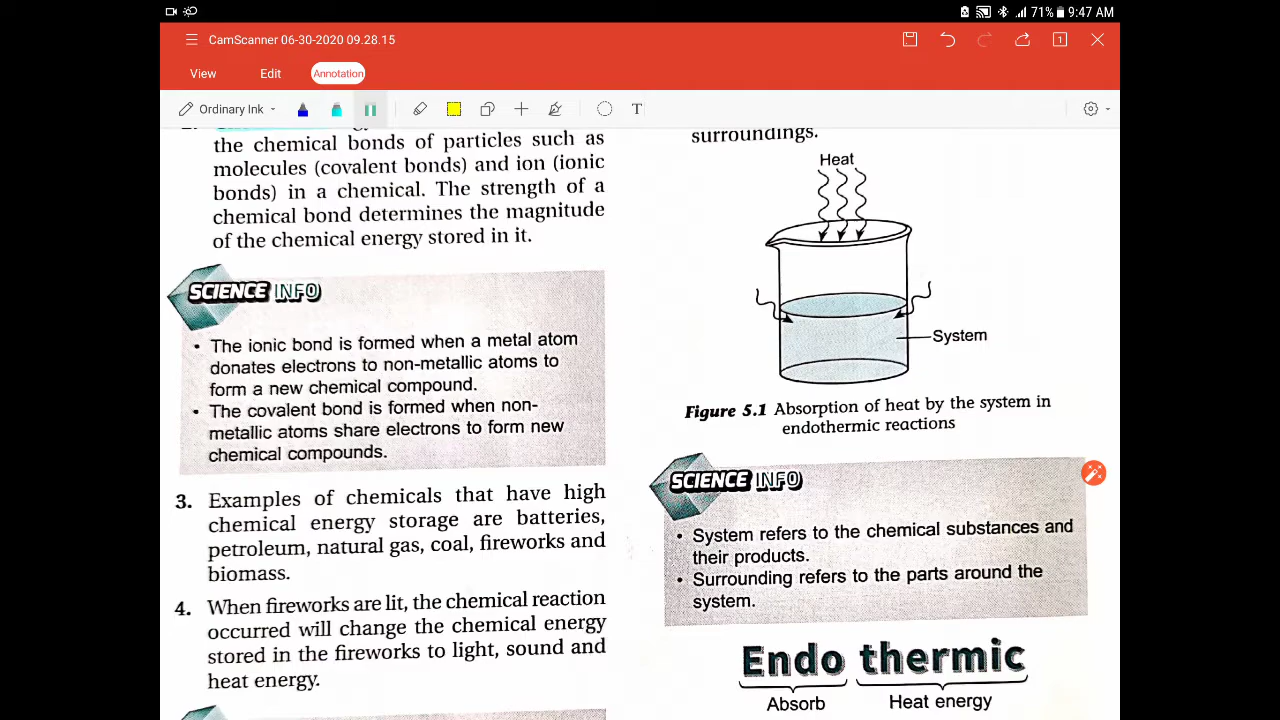 71% 9:47 AM
CamScanner 06-30-2020 09.28.15
View Edit Annotation
Ordinary Ink T
the chemical bonds of particles such as
molecules (covalent bonds) and ion (ionic
bonds) in a chemical. The strength of a
chemical bond determines the magnitude
of the chemical energy stored in it.
SCIENCE INFO
• The ionic bond is formed when a metal atom
donates electrons to non-metallic atoms to
form a new chemical compound.
• The covalent bond is formed when non-
metallic atoms share electrons to form new
chemical compounds.
3. Examples of chemicals that have high
chemical energy storage are batteries,
petroleum, natural gas, coal, fireworks and
biomass.
4. When fireworks are lit, the chemical reaction
occurred will change the chemical energy
stored in the fireworks to light, sound and
heat energy.
surroundings.
Heat
System
Figure 5.1 Absorption of heat by the system in
endothermic reactions
SCIENCE INFO
• System refers to the chemical substances and
their products.
• Surrounding refers to the parts around the
system.
Endo thermic
Absorb Heat energy